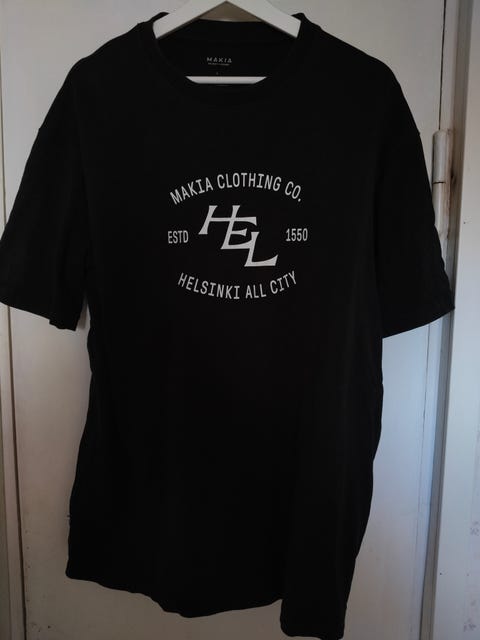 MAKIA
MAKIA CLOTHING CO.
HEL
ESTD 1550
HELSINKI ALL CITY